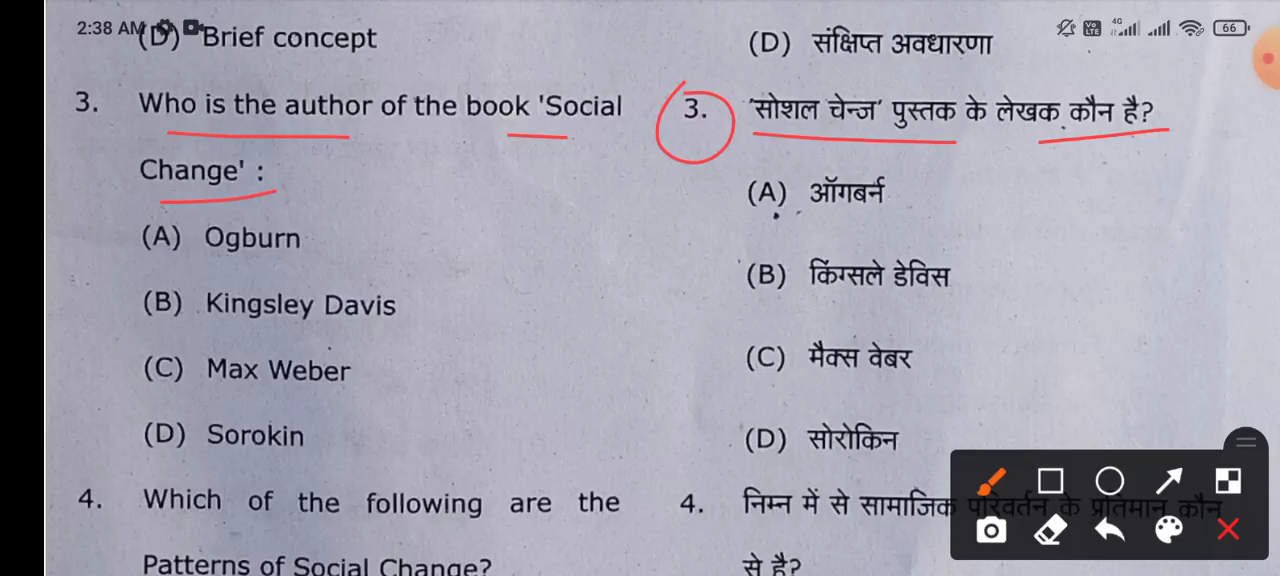 2:38 AM
66
(D) Brief concept
3. Who is the author of the book 'Social
Change' :
(A) Ogburn
(B) Kingsley Davis
(C) Max Weber
(D) Sorokin
4. Which of the following are the
Patterns of Social Change?
(D) संक्षिप्त अवधारणा
3. 'सोशल चेन्ज' पुस्तक के लेखक कौन है?
(A) ऑगबर्न
(B) किंग्सले डेविस
(C) मैक्स वेबर
(D) सोरोकिन
4. निम्न में से सामाजिक परिवर्तन के प्रतिमान कौन
से है?